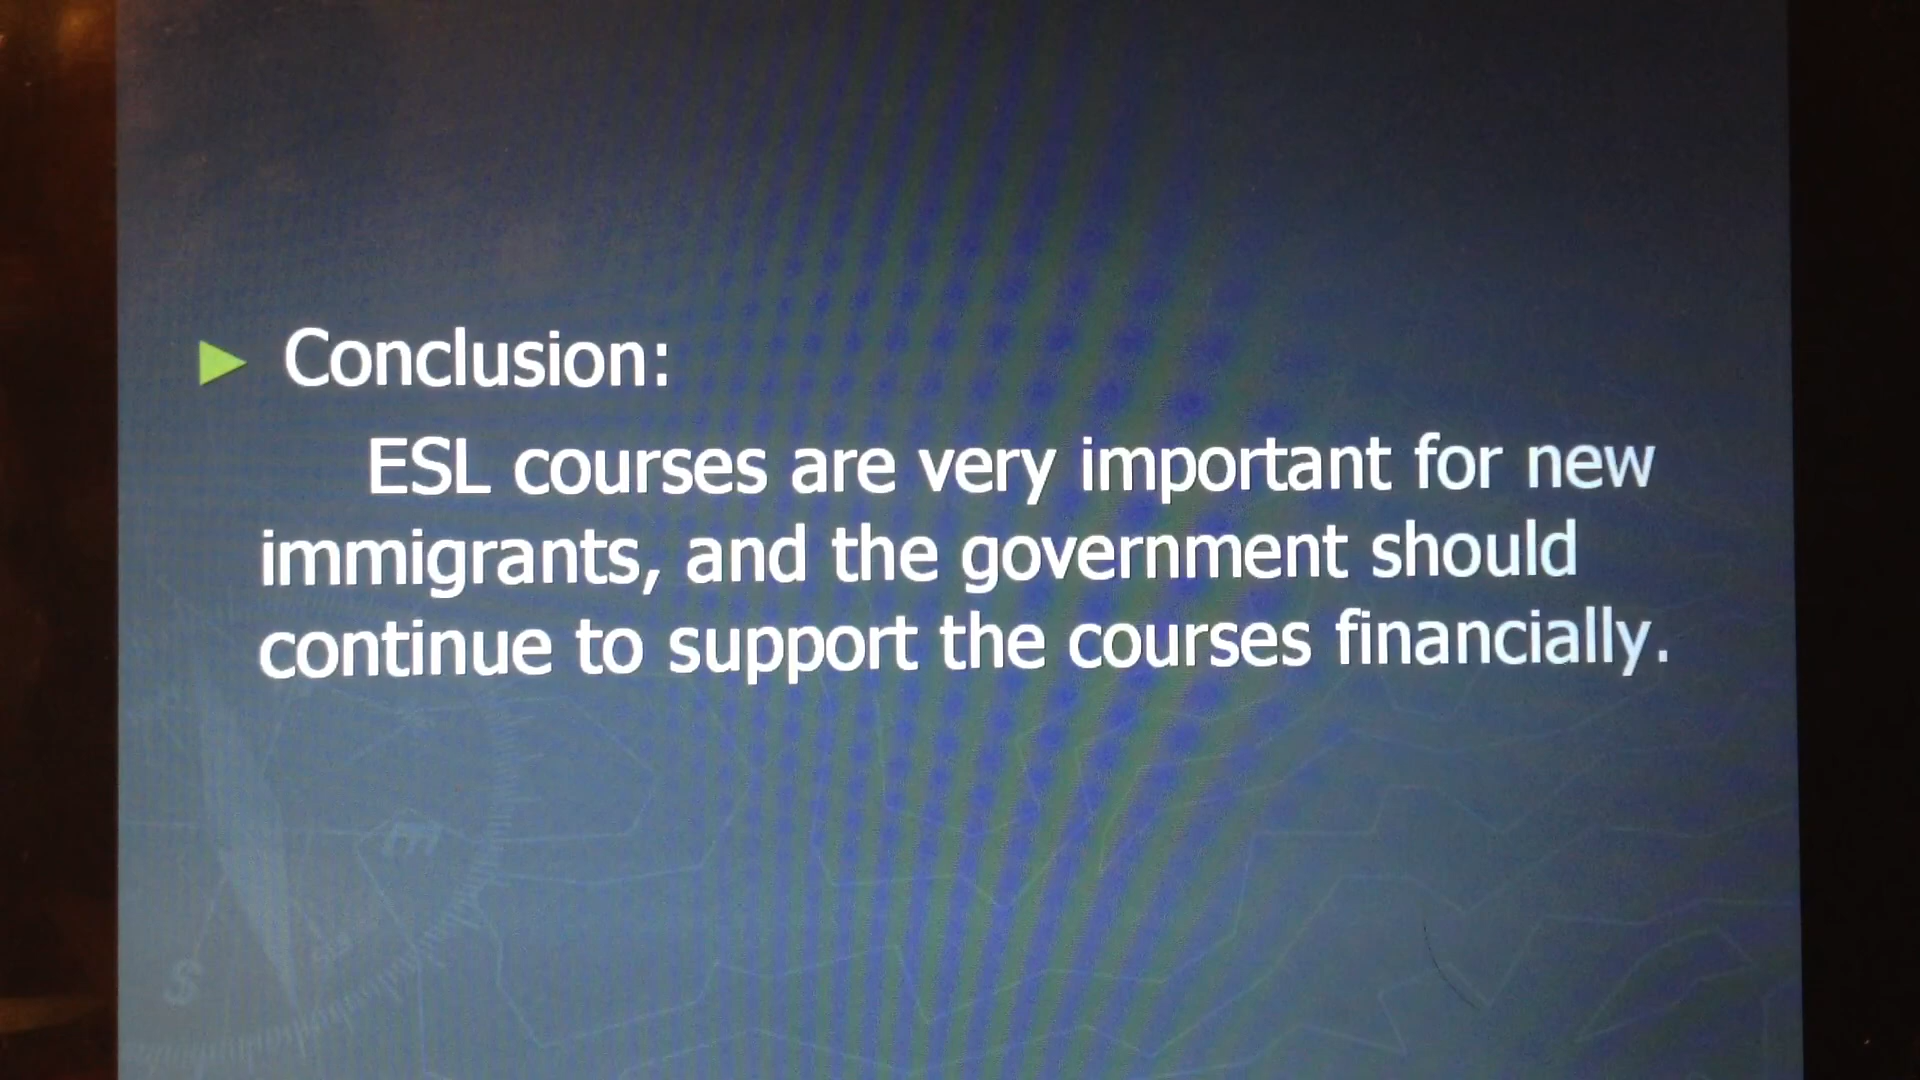 ► Conclusion:
ESL courses are very important for new
immigrants, and the government should
continue to support the courses financially.
E
S